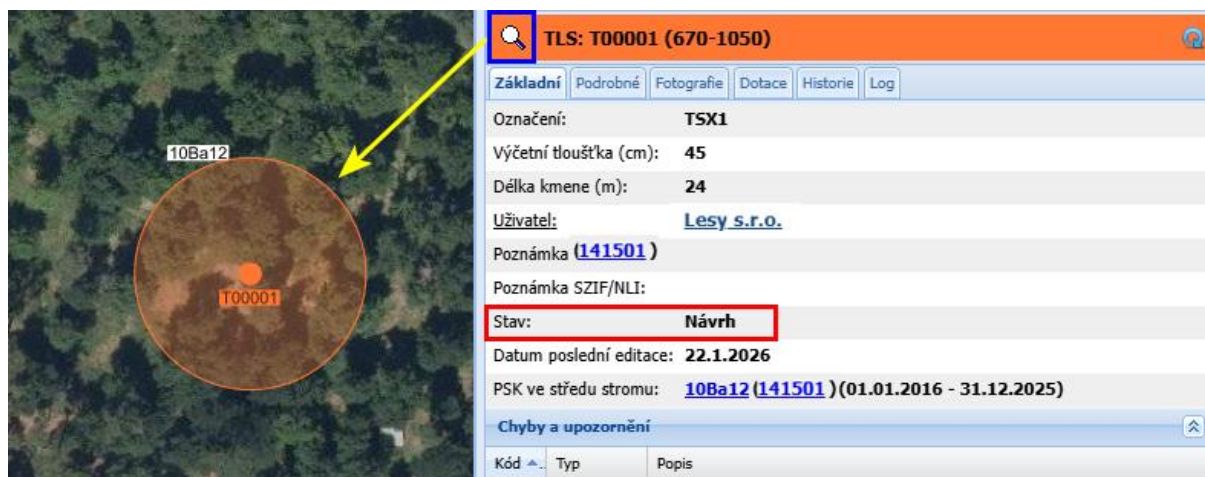 10Ba12
T00001
TLS: T00001 (670-1050)
Základní Podrobné Fotografie Dotace Historie Log
Označení: TSX1
Výčetní tloušťka (cm): 45
Délka kmene (m): 24
Uživatel: Lesy s.r.o.
Poznámka (141501 )
Poznámka SZIF/NLI:
Stav: Návrh
Datum poslední editace: 22.1.2026
PSK ve středu stromu: 10Ba12 (141501 )(01.01.2016 - 31.12.2025)
Chyby a upozornění
Kód Typ Popis